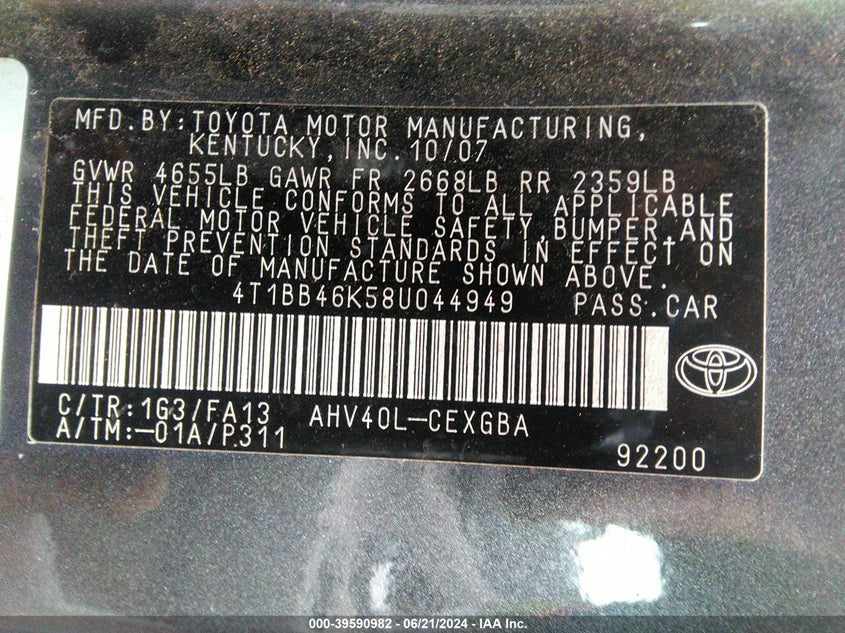 MFD.BY:TOYOTA MOTOR MANUFACTURING,
KENTUCKY,INC.10/07
GVWR 4655LB GAWR FR 2668LB RR 2359LB
THIS VEHICLE CONFORMS TO ALL APPLICABLE
FEDERAL MOTOR VEHICLE SAFETY,BUMPER,AND
THEFT PREVENTION STANDARDS IN EFFECT ON
THE DATE OF MANUFACTURE SHOWN ABOVE.
4T1BB46K58U044949 PASS.CAR
C/TR:1G3/FA13 AHV40L-CEXGBA
A/TM:-01A/P311
92200
000-39590982 - 06/21/2024 - IAA Inc.